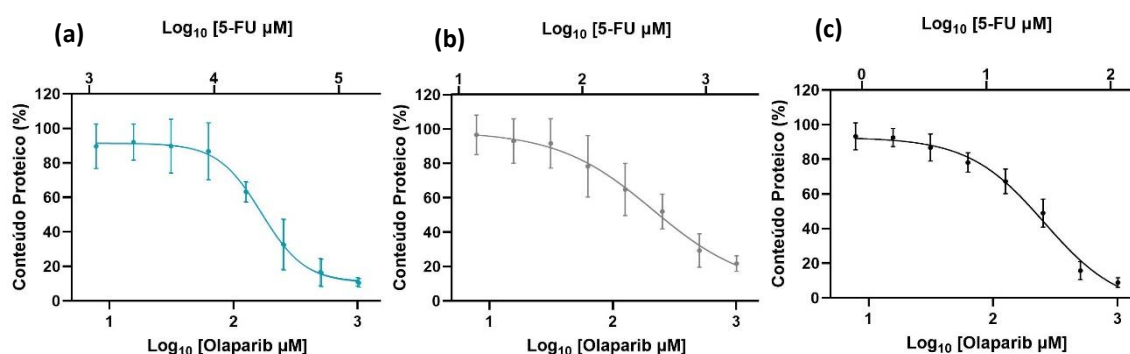 (a)
Log₁₀ [5-FU µM]
3 4 5
Conteúdo Proteico (%)
120
100
80
60
40
20
0
1 2 3
Log₁₀ [Olaparib µM]
(b)
Log₁₀ [5-FU µM]
1 2 3
Conteúdo Proteico (%)
120
100
80
60
40
20
0
1 2 3
Log₁₀ [Olaparib µM]
(c)
Log₁₀ [5-FU µM]
0 1 2
Conteúdo Proteico (%)
120
100
80
60
40
20
0
1 2 3
Log₁₀ [Olaparib µM]